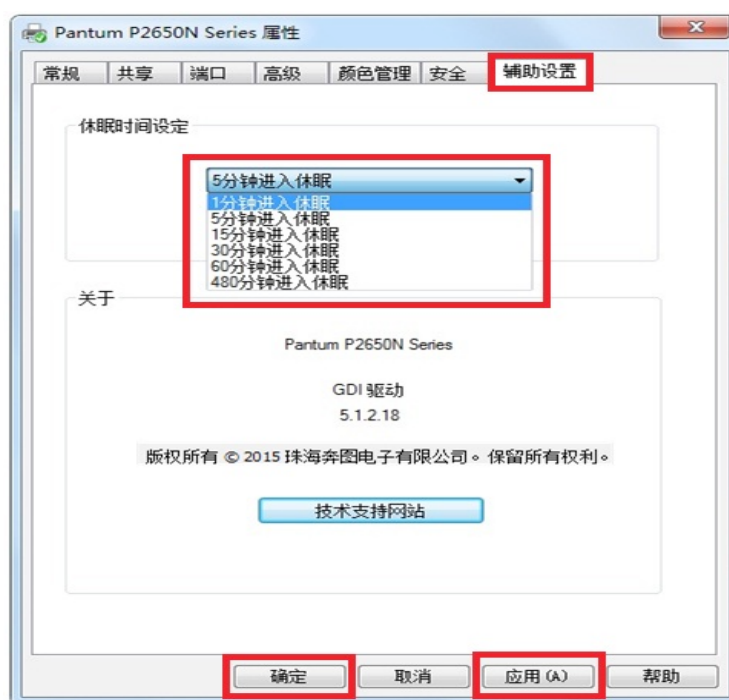 Pantum P2650N Series 属性
常规 共享 端口 高级 颜色管理 安全 辅助设置
休眠时间设定
5分钟进入休眠
1分钟进入休眠
5分钟进入休眠
15分钟进入休眠
30分钟进入休眠
60分钟进入休眠
480分钟进入休眠
关于
Pantum P2650N Series
GDI 驱动
5.1.2.18
版权所有 © 2015 珠海奔图电子有限公司。保留所有权利。
技术支持网站
确定 取消 应用(A) 帮助